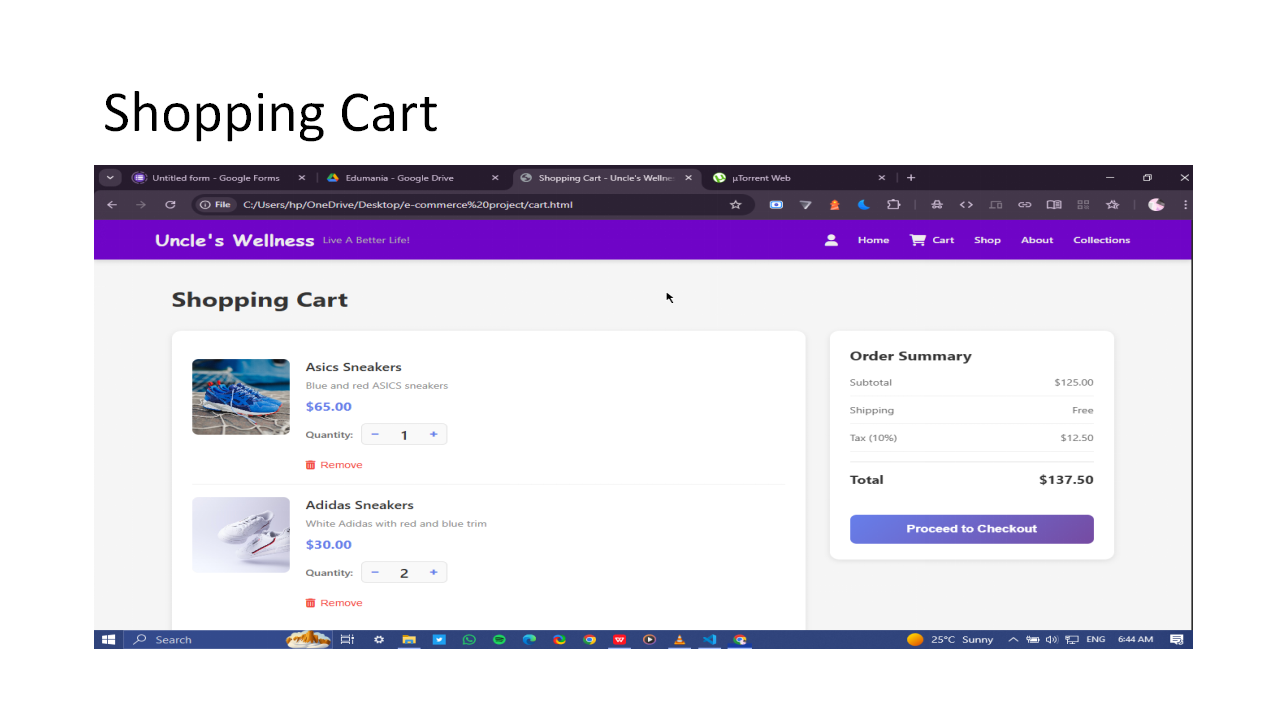 Shopping Cart
Untitled form - Google Forms
Edumania - Google Drive
Shopping Cart - Uncle's Wellne
µTorrent Web
File
C:/Users/hp/OneDrive/Desktop/e-commerce%20project/cart.html
Uncle's Wellness Live A Better Life!
Home Cart Shop About Collections
Shopping Cart
Asics Sneakers
Blue and red ASICS sneakers
$65.00
Quantity: − 1 +
Remove
Adidas Sneakers
White Adidas with red and blue trim
$30.00
Quantity: − 2 +
Remove
Order Summary
Subtotal $125.00
Shipping Free
Tax (10%) $12.50
Total $137.50
Proceed to Checkout
Search
25°C Sunny
ENG
6:44 AM